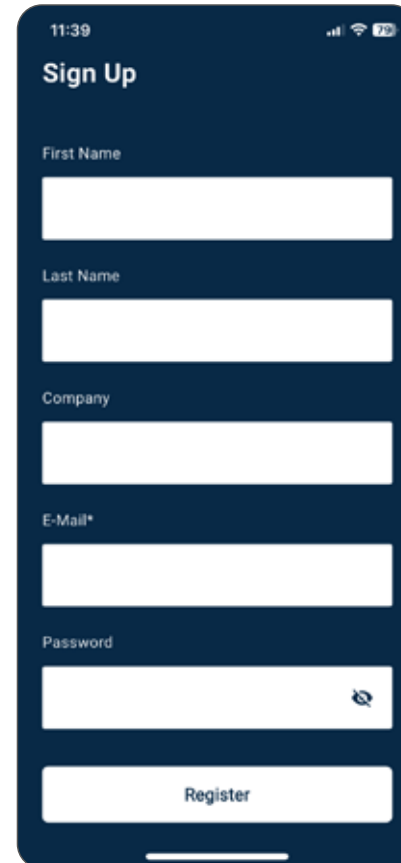 11:39
79
Sign Up
First Name
Last Name
Company
E-Mail*
Password
Register